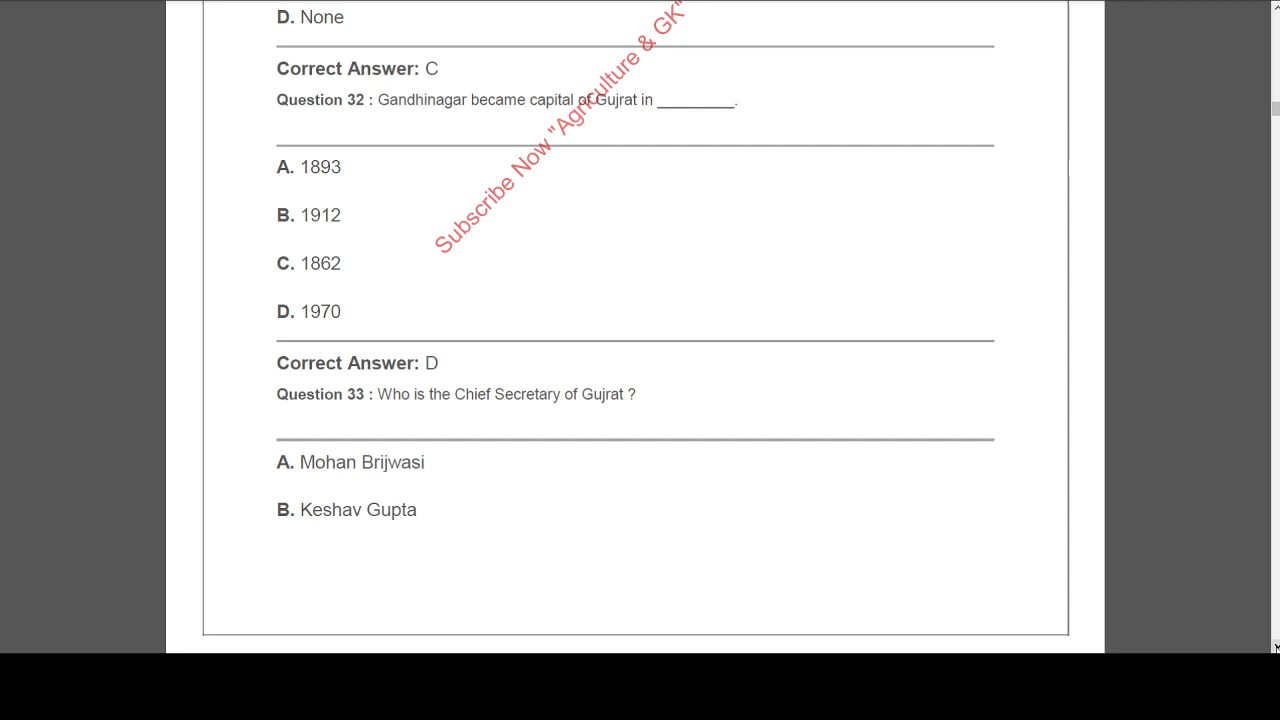 D. None
Correct Answer: C
Question 32 : Gandhinagar became capital of Gujrat in _________.
A. 1893
B. 1912
C. 1862
D. 1970
Correct Answer: D
Question 33 : Who is the Chief Secretary of Gujrat ?
A. Mohan Brijwasi
B. Keshav Gupta
Subscribe Now "Agriculture & GK"